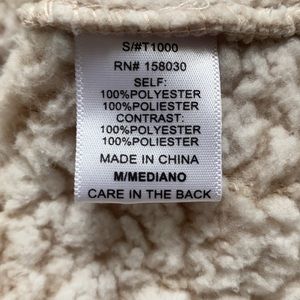 S/#T1000
RN# 158030
SELF:
100%POLYESTER
100%POLIESTER
CONTRAST:
100%POLYESTER
100%POLIESTER
MADE IN CHINA
M/MEDIANO
CARE IN THE BACK